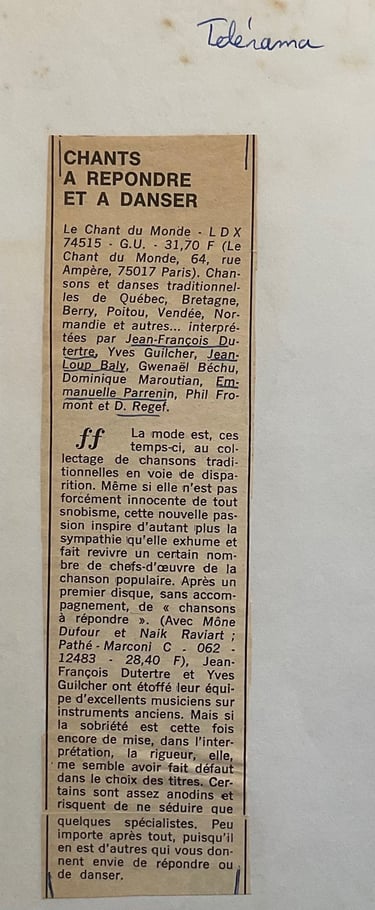 Telérama
CHANTS
A REPONDRE
ET A DANSER
Le Chant du Monde - LDX
74515 - G.U. - 31,70 F (Le
Chant du Monde, 64, rue
Ampère, 75017 Paris). Chan-
sons et danses traditionnel-
les de Québec, Bretagne,
Berry, Poitou, Vendée, Nor-
mandie et autres... interpré-
tées par Jean-François Du-
tertre, Yves Guilcher, Jean-
Loup Baly, Gwenaël Béchu,
Dominique Maroutian, Em-
manuelle Parrenin, Phil Fro-
mont et D. Regef.
ff La mode est, ces
temps-ci, au col-
lectage de chansons tradi-
tionnelles en voie de dispa-
rition. Même si elle n'est pas
forcément innocente de tout
snobisme, cette nouvelle pas-
sion inspire d'autant plus la
sympathie qu'elle exhume et
fait revivre un certain nom-
bre de chefs-d'œuvre de la
chanson populaire. Après un
premier disque, sans accom-
pagnement, de « chansons
à répondre ». (Avec Mône
Dufour et Naik Raviart ;
Pathé-Marconi C - 062 -
12483 - 28,40 F), Jean-
François Dutertre et Yves
Guilcher ont étoffé leur équi-
pe d'excellents musiciens sur
instruments anciens. Mais si
la sobriété est cette fois
encore de mise, dans l'inter-
prétation, la rigueur, elle,
me semble avoir fait défaut
dans le choix des titres. Cer-
tains sont assez anodins et
risquent de ne séduire que
quelques spécialistes. Peu
importe après tout, puisqu'il
en est d'autres qui vous don-
nent envie de répondre ou
de danser.